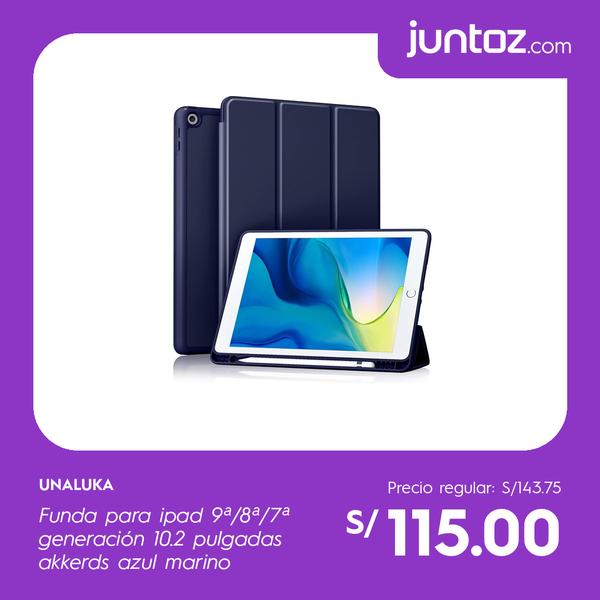 juntoz.com
UNALUKA
Funda para ipad 9ª/8ª/7ª
generación 10.2 pulgadas
akkerds azul marino
Precio regular: S/143.75
S/115.00